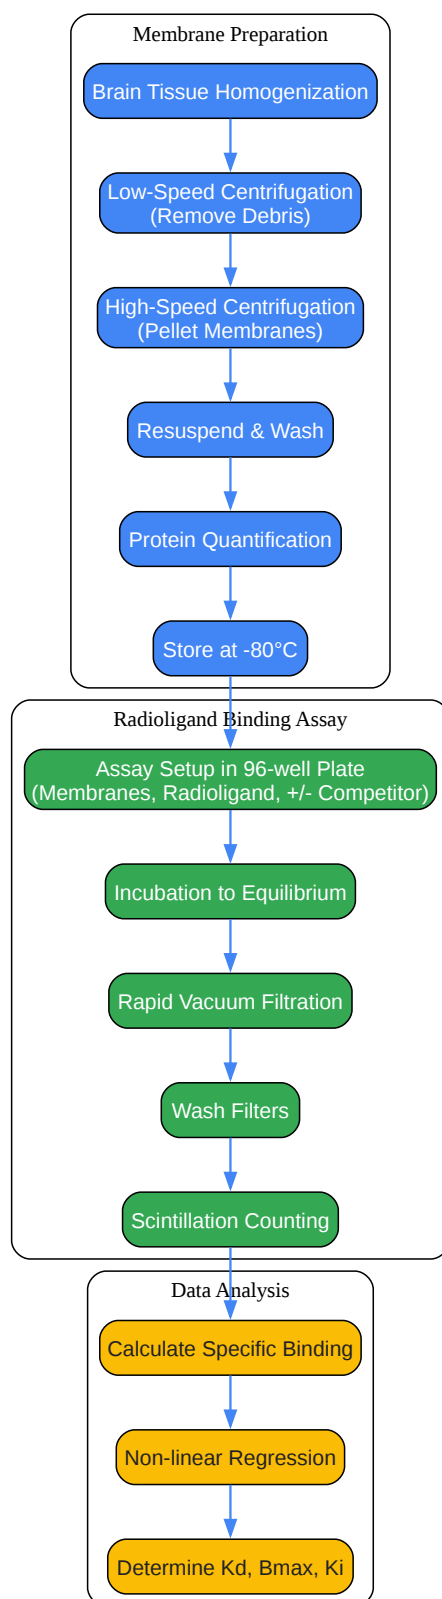 Membrane Preparation
Brain Tissue Homogenization
Low-Speed Centrifugation
(Remove Debris)
High-Speed Centrifugation
(Pellet Membranes)
Resuspend & Wash
Protein Quantification
Store at -80°C
Radioligand Binding Assay
Assay Setup in 96-well Plate
(Membranes, Radioligand, +/- Competitor)
Incubation to Equilibrium
Rapid Vacuum Filtration
Wash Filters
Scintillation Counting
Data Analysis
Calculate Specific Binding
Non-linear Regression
Determine Kd, Bmax, Ki